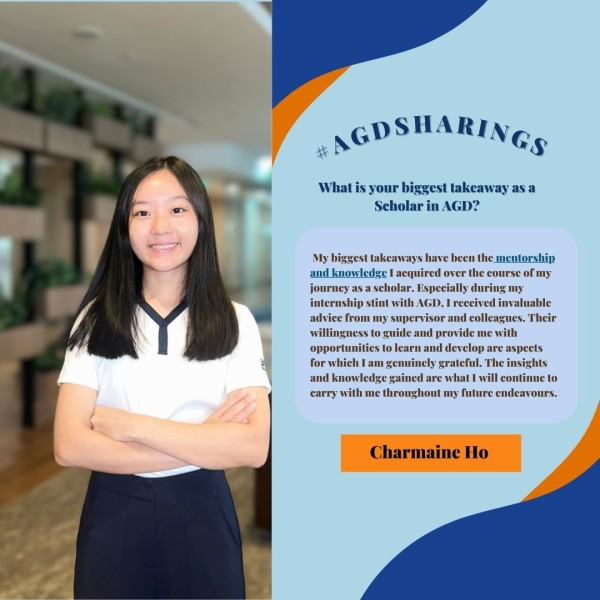 #AGDSHARINGS
What is your biggest takeaway as a
Scholar in AGD?
My biggest takeaways have been the mentorship
and knowledge I acquired over the course of my
journey as a scholar. Especially during my
internship stint with AGD. I received invaluable
advice from my supervisor and colleagues. Their
willingness to guide and provide me with
opportunities to learn and develop are aspects
for which I am genuinely grateful. The insights
and knowledge gained are what I will continue to
carry with me throughout my future endeavours.
Charmaine Ho